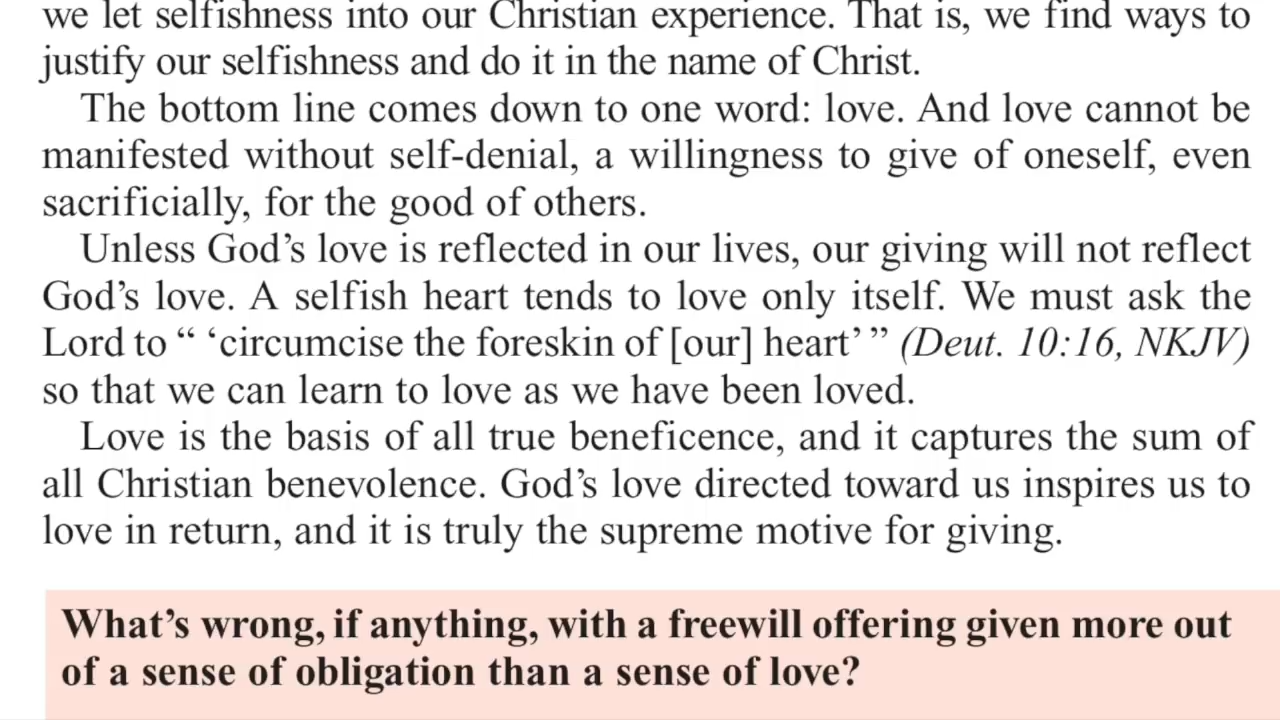 we let selfishness into our Christian experience. That is, we find ways to
justify our selfishness and do it in the name of Christ.
The bottom line comes down to one word: love. And love cannot be
manifested without self-denial, a willingness to give of oneself, even
sacrificially, for the good of others.
Unless God’s love is reflected in our lives, our giving will not reflect
God’s love. A selfish heart tends to love only itself. We must ask the
Lord to “ ‘circumcise the foreskin of [our] heart’ ” (Deut. 10:16, NKJV)
so that we can learn to love as we have been loved.
Love is the basis of all true beneficence, and it captures the sum of
all Christian benevolence. God’s love directed toward us inspires us to
love in return, and it is truly the supreme motive for giving.
What’s wrong, if anything, with a freewill offering given more out
of a sense of obligation than a sense of love?